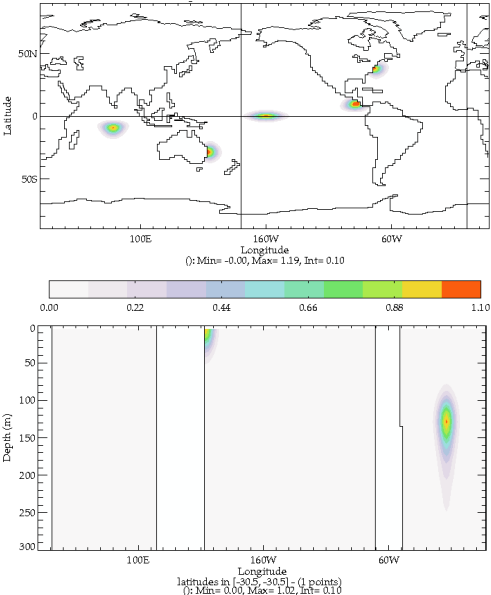 50N
0
50S
Latitude
100E 160W 60W
Longitude
(): Min= -0.00, Max= 1.19, Int= 0.10
0.00 0.22 0.44 0.66 0.88 1.10
0
50
100
150
200
250
300
Depth (m)
100E 160W 60W
Longitude
latitudes in [-30.5, -30.5] - (1 points)
(): Min= 0.00, Max= 1.02, Int= 0.10